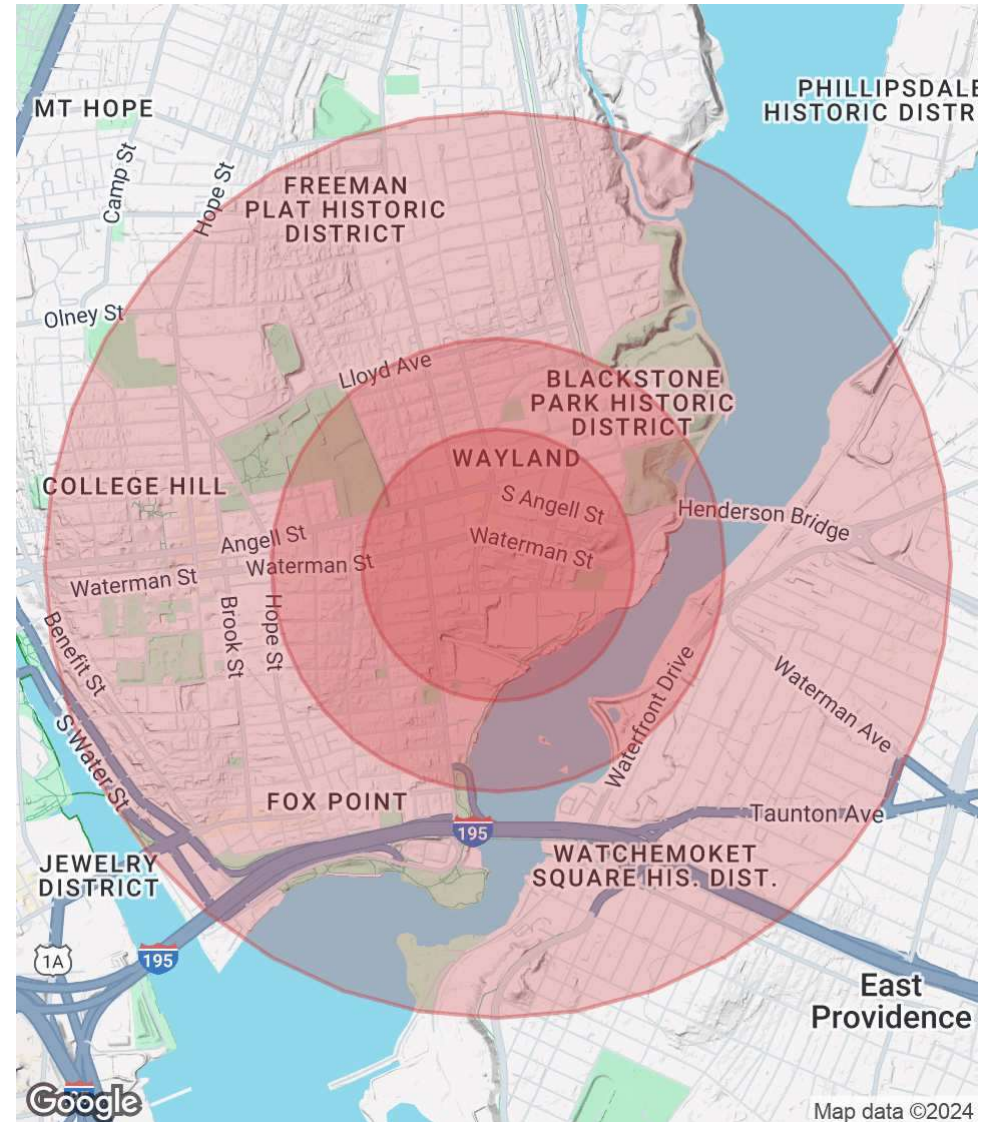 MT HOPE
PHILLIPSDALE
HISTORIC DISTR
Camp St
Hope St
FREEMAN
PLAT HISTORIC
DISTRICT
Olney St
Lloyd Ave
BLACKSTONE
PARK HISTORIC
DISTRICT
WAYLAND
COLLEGE HILL
S Angell St
Henderson Bridge
Angell St
Waterman St
Waterman St
Waterman St
Benefit St
Brook St
Hope St
Waterman Ave
Waterfront Drive
S Water St
FOX POINT
195
Taunton Ave
WATCHEMOKET
SQUARE HIS. DIST.
JEWELRY
DISTRICT
1A
195
East
Providence
Google
Map data ©2024